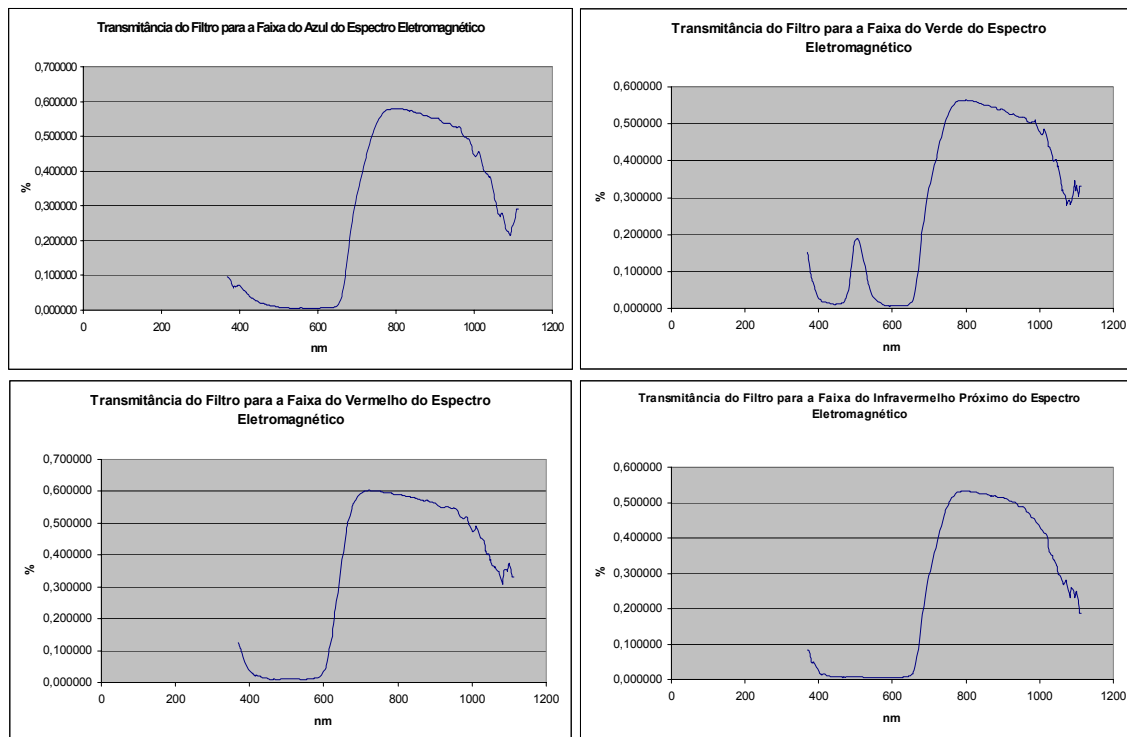 Transmitância do Filtro para a Faixa do Azul do Espectro Eletromagnético
0,700000
0,600000
0,500000
0,400000
0,300000
0,200000
0,100000
0,000000
%
0 200 400 600 800 1000 1200
nm
Transmitância do Filtro para a Faixa do Verde do Espectro
Eletromagnético
0,600000
0,500000
0,400000
0,300000
0,200000
0,100000
0,000000
%
0 200 400 600 800 1000 1200
nm
Transmitância do Filtro para a Faixa do Vermelho do Espectro
Eletromagnético
0,700000
0,600000
0,500000
0,400000
0,300000
0,200000
0,100000
0,000000
%
0 200 400 600 800 1000 1200
nm
Transmitância do Filtro para a Faixa do Infravermelho Próximo do Espectro
Eletromagnético
0,600000
0,500000
0,400000
0,300000
0,200000
0,100000
0,000000
%
0 200 400 600 800 1000 1200
nm